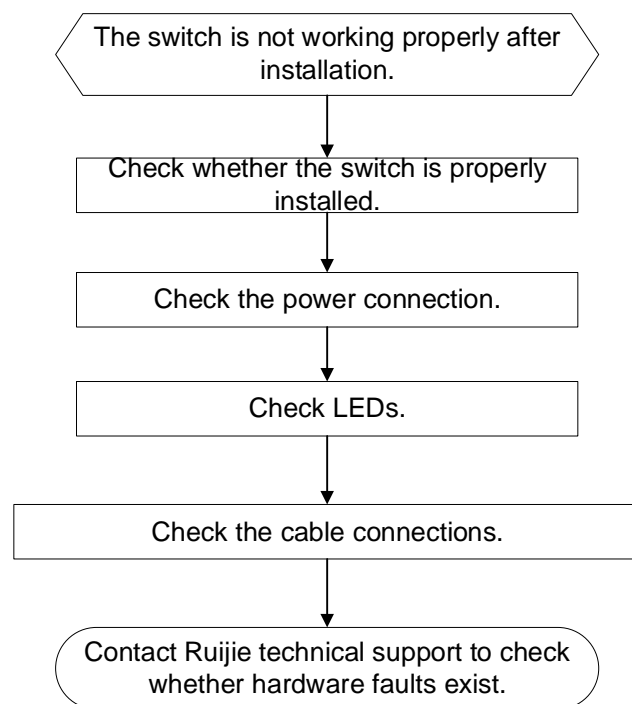 The switch is not working properly after
installation.
Check whether the switch is properly
installed.
Check the power connection.
Check LEDs.
Check the cable connections.
Contact Ruijie technical support to check
whether hardware faults exist.